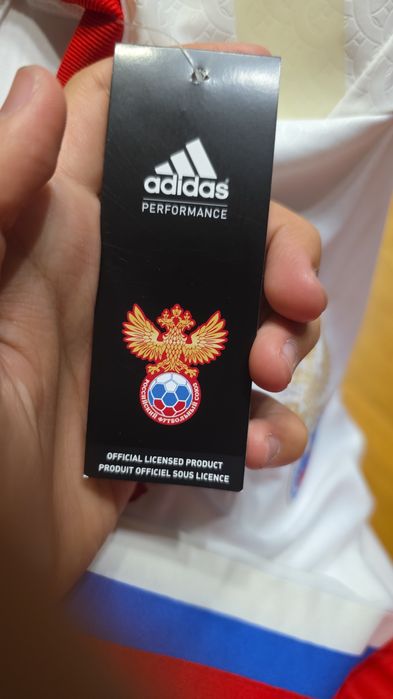 adidas
PERFORMANCE
РОССИЙСКИЙ ФУТБОЛЬНЫЙ СОЮЗ
OFFICIAL LICENSED PRODUCT
PRODUIT OFFICIEL SOUS LICENCE